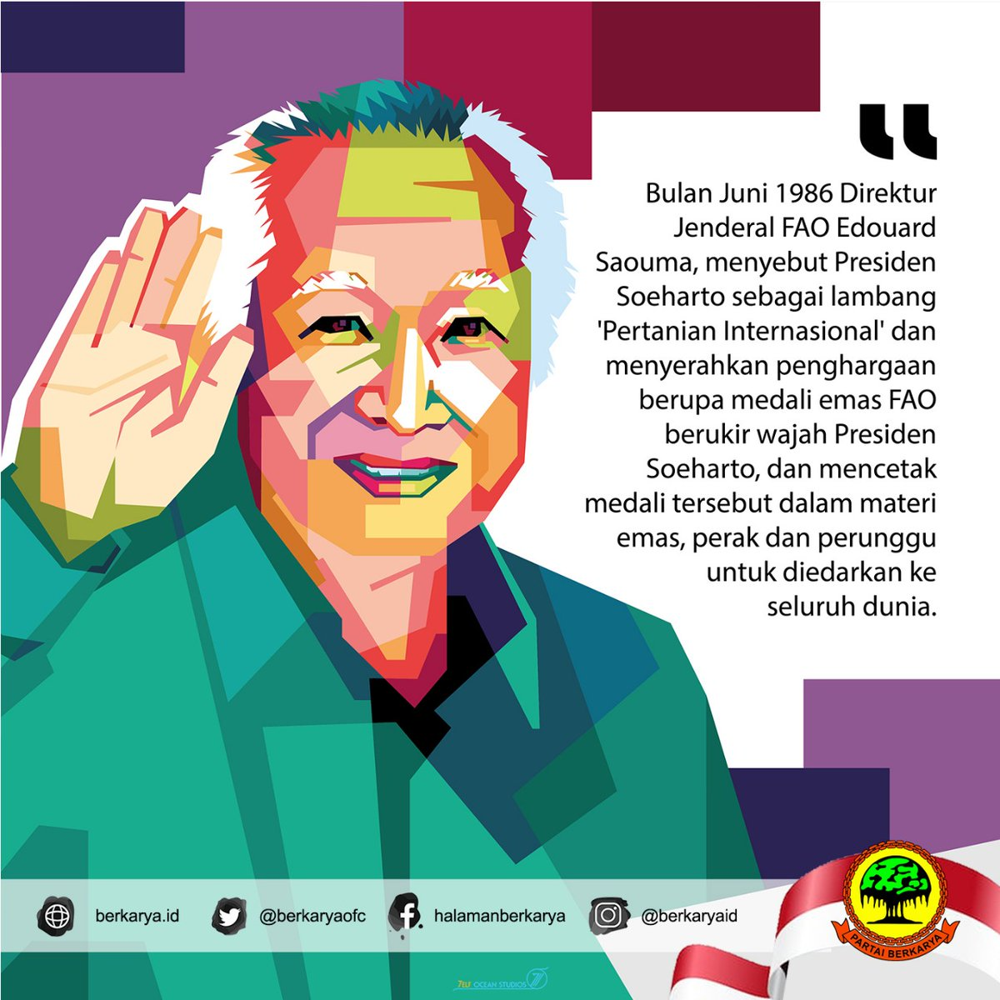 Bulan Juni 1986 Direktur
Jenderal FAO Edouard
Saouma, menyebut Presiden
Soeharto sebagai lambang
'Pertanian Internasional' dan
menyerahkan penghargaan
berupa medali emas FAO
berukir wajah Presiden
Soeharto, dan mencetak
medali tersebut dalam materi
emas, perak dan perunggu
untuk diedarkan ke
seluruh dunia.
berkarya.id
@berkaryaofc
halamanberkarya
@berkaryaid
PARTAI BERKARYA
7ELF OCEAN STUDIOS